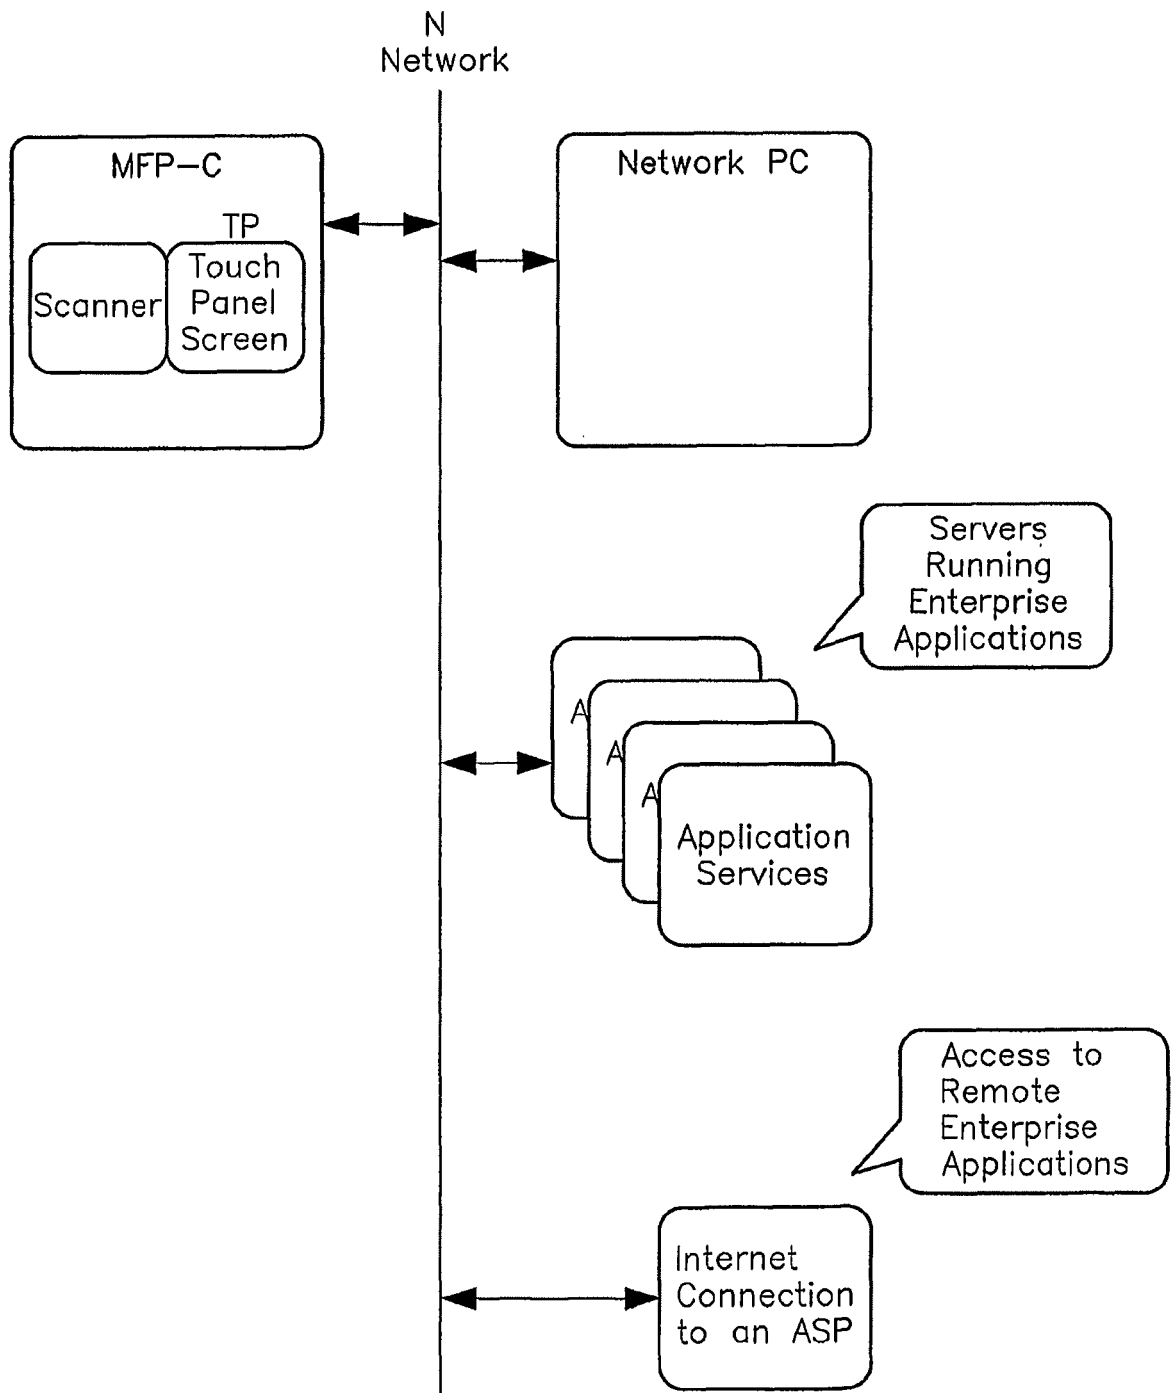 N
Network
MFP-C
TP
Scanner
Touch
Panel
Screen
Network PC
Servers
Running
Enterprise
Applications
A
A
A
Application
Services
Access to
Remote
Enterprise
Applications
Internet
Connection
to an ASP